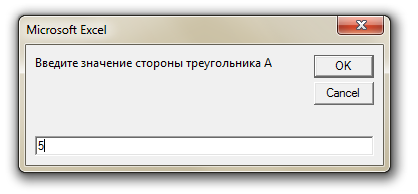 Microsoft Excel
Введите значение стороны треугольника A
OK
Cancel
5